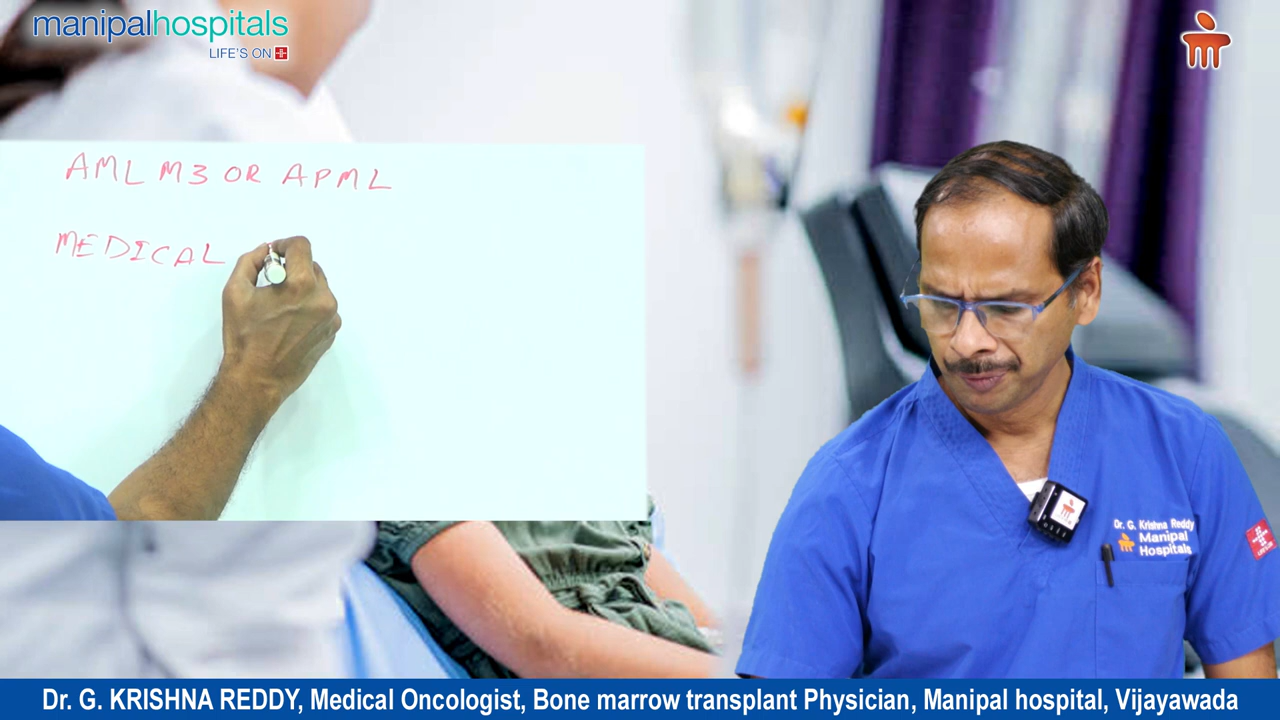 manipalhospitals
LIFE'S ON
AML M3 OR APML
MEDICAL
Dr. G. Krishna Reddy
Manipal
Hospitals
Dr. G. KRISHNA REDDY, Medical Oncologist, Bone marrow transplant Physician, Manipal hospital, Vijayawada